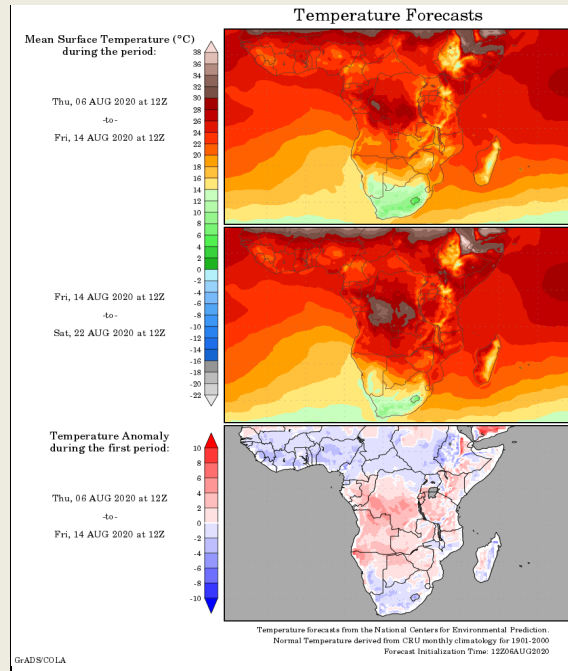 Temperature Forecasts
Mean Surface Temperature (°C)
during the period:
Thu, 06 AUG 2020 at 12Z
-to-
Fri, 14 AUG 2020 at 12Z
38
36
34
32
30
28
26
24
22
20
18
16
14
12
10
8
6
4
2
0
-2
-4
-6
-8
-10
-12
-14
-16
-18
-20
-22
Fri, 14 AUG 2020 at 12Z
-to-
Sat, 22 AUG 2020 at 12Z
Temperature Anomaly
during the first period:
Thu, 06 AUG 2020 at 12Z
-to-
Fri, 14 AUG 2020 at 12Z
10
8
6
4
2
0
-2
-4
-6
-8
-10
Temperature forecasts from the National Centers for Environmental Prediction.
Normal Temperature derived from CRU monthly climatology for 1901-2000
Forecast Initialization Time: 12Z06AUG2020
GrADS/COLA